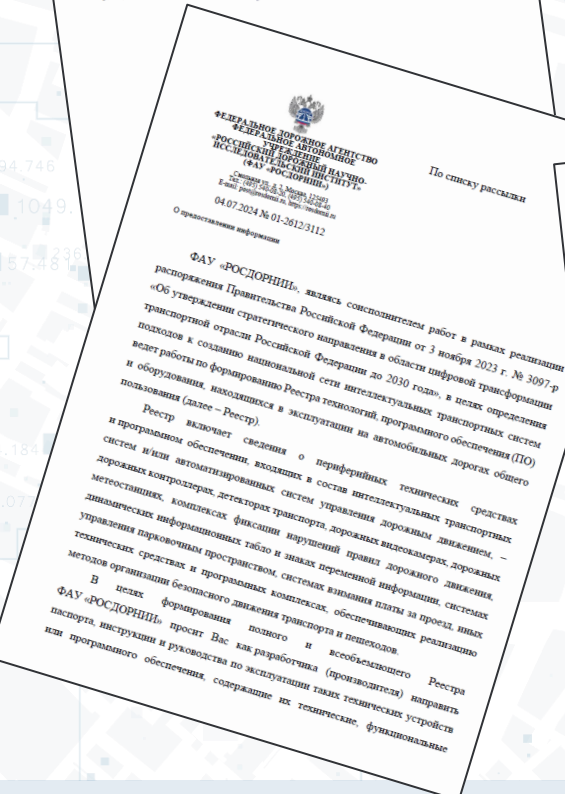 ФЕДЕРАЛЬНОЕ ДОРОЖНОЕ АГЕНТСТВО
ФЕДЕРАЛЬНОЕ АВТОНОМНОЕ
УЧРЕЖДЕНИЕ
«РОССИЙСКИЙ ДОРОЖНЫЙ НАУЧНО-
ИССЛЕДОВАТЕЛЬСКИЙ ИНСТИТУТ»
(ФАУ «РОСДОРНИИ»)
Смольная ул., д. 2, Москва, 125493
04.07.2024 № 01-2612/3112
О предоставлении информации
По списку рассылки
ФАУ «РОСДОРНИИ», являясь соисполнителем работ в рамках реализации
распоряжения Правительства Российской Федерации от 3 ноября 2023 г. № 3097-р
«Об утверждении стратегического направления в области цифровой трансформации
транспортной отрасли Российской Федерации до 2030 года», в целях определения
подходов к созданию национальной сети интеллектуальных транспортных систем
ведет работы по формированию Реестра технологий, программного обеспечения (ПО)
и оборудования, находящихся в эксплуатации на автомобильных дорогах общего
пользования (далее – Реестр).
Реестр включает сведения о периферийных технических средствах
и программном обеспечении, входящих в состав интеллектуальных транспортных
систем и/или автоматизированных систем управления дорожным движением, –
дорожных контроллерах, детекторах транспорта, дорожных видеокамерах, дорожных
метеостанциях, комплексах фиксации нарушений правил дорожного движения,
динамических информационных табло и знаках переменной информации, системах
управления парковочным пространством, системах взимания платы за проезд, иных
технических средствах и программных комплексах, обеспечивающих реализацию
методов организации безопасного движения транспорта и пешеходов.
В целях формирования полного и всеобъемлющего Реестра
ФАУ «РОСДОРНИИ» просит Вас как разработчика (производителя) направить
паспорта, инструкции и руководства по эксплуатации таких технических устройств
или программного обеспечения, содержащие их технические, функциональные